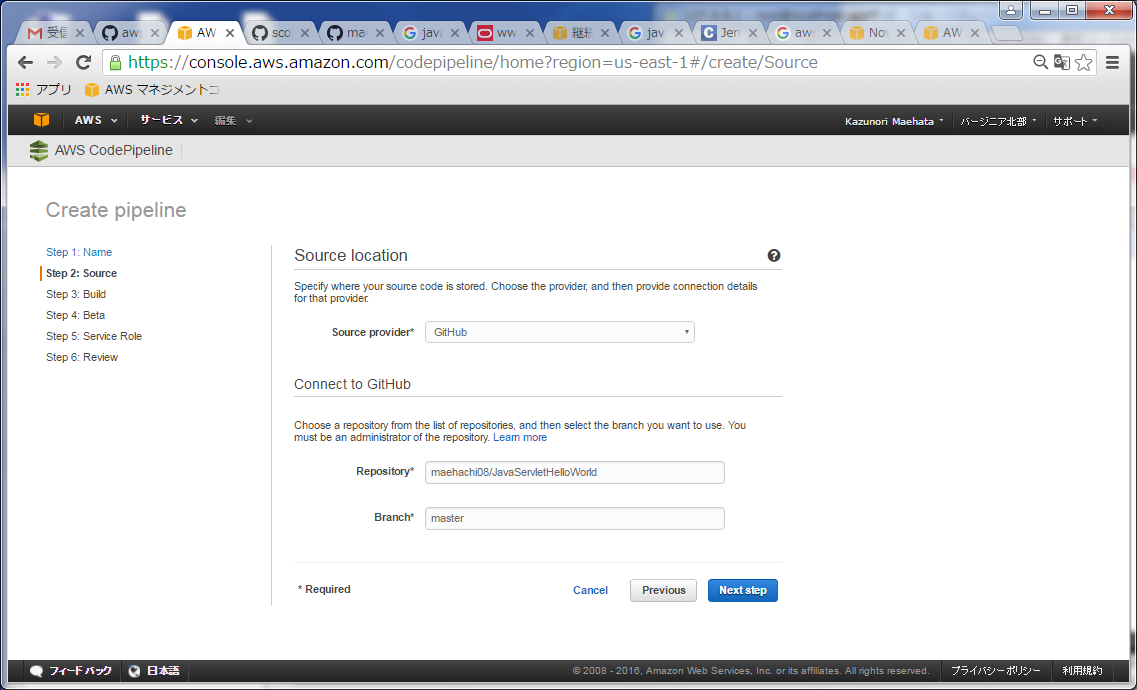 受信 aws AW sco ma java ww 継続 jav Jen aws Nov AW
https://console.aws.amazon.com/codepipeline/home?region=us-east-1#/create/Source
アプリ AWS マネジメントコ
AWS サービス 編集 Kazunori Maehata バージニア北部 サポート
AWS CodePipeline
Create pipeline
Step 1: Name
Step 2: Source
Step 3: Build
Step 4: Beta
Step 5: Service Role
Step 6: Review
Source location
Specify where your source code is stored. Choose the provider, and then provide connection details
for that provider.
Source provider* GitHub
Connect to GitHub
Choose a repository from the list of repositories, and then select the branch you want to use. You
must be an administrator of the repository. Learn more
Repository* maehachi08/JavaServletHelloWorld
Branch* master
* Required Cancel Previous Next step
フィードバック 日本語 © 2008 - 2016, Amazon Web Services, Inc. or its affiliates. All rights reserved. プライバシーポリシー 利用規約